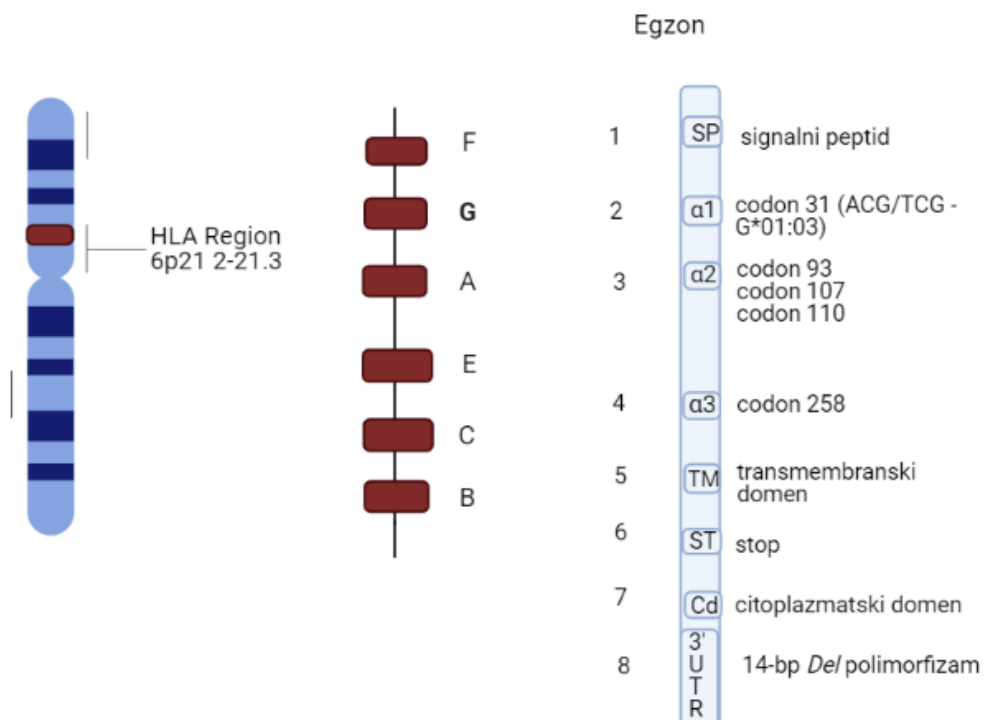 Egzon
HLA Region
6p21 2-21.3
F
G
A
E
C
B
1 SP signalni peptid
2 α1 codon 31 (ACG/TCG -
G*01:03)
3 α2 codon 93
codon 107
codon 110
4 α3 codon 258
5 TM transmembranski
domen
6 ST stop
7 Cd citoplazmatski domen
8 3' 14-bp Del polimorfizam
U
T
R